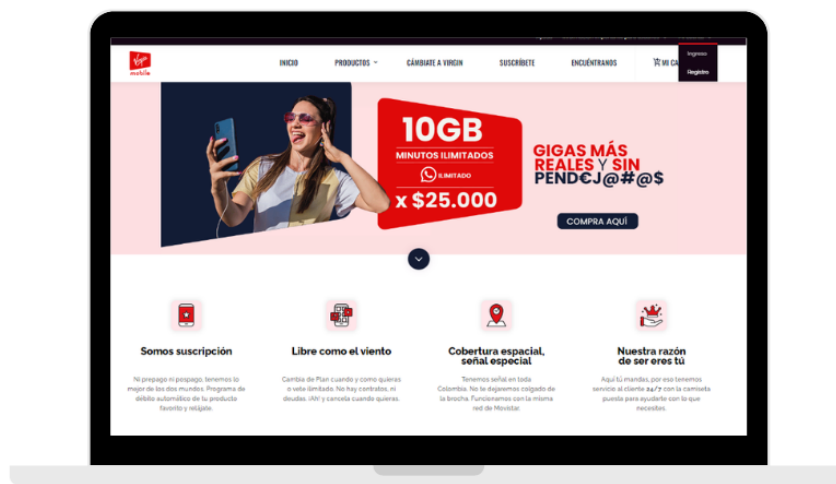 Ingreso
Registro
Virgin
mobile
INICIO
PRODUCTOS
CÁMBIATE A VIRGIN
SUSCRÍBETE
ENCUÉNTRANOS
MI CA
10GB
MINUTOS ILIMITADOS
ILIMITADO
x $25.000
GIGAS MÁS
REALES Y SIN
PEND€J@#@$
COMPRA AQUÍ
Somos suscripción
Ni prepago ni pospago, tenemos lo
mejor de los dos mundos. Programa de
débito automático de tu producto
favorito y relájate.
Libre como el viento
Cambia de Plan cuando y como quieras
o vete ilimitado. No hay contratos, ni
deudas. ¡Ah! y cancela cuando quieras.
Cobertura espacial,
señal especial
Tenemos señal en toda
Colombia. No te dejaremos colgado de
la brocha. Funcionamos con la misma
red de Movistar.
Nuestra razón
de ser eres tú
Aquí tú mandas, por eso tenemos
servicio al cliente 24/7 con la camiseta
puesta para ayudarte con lo que
necesites.